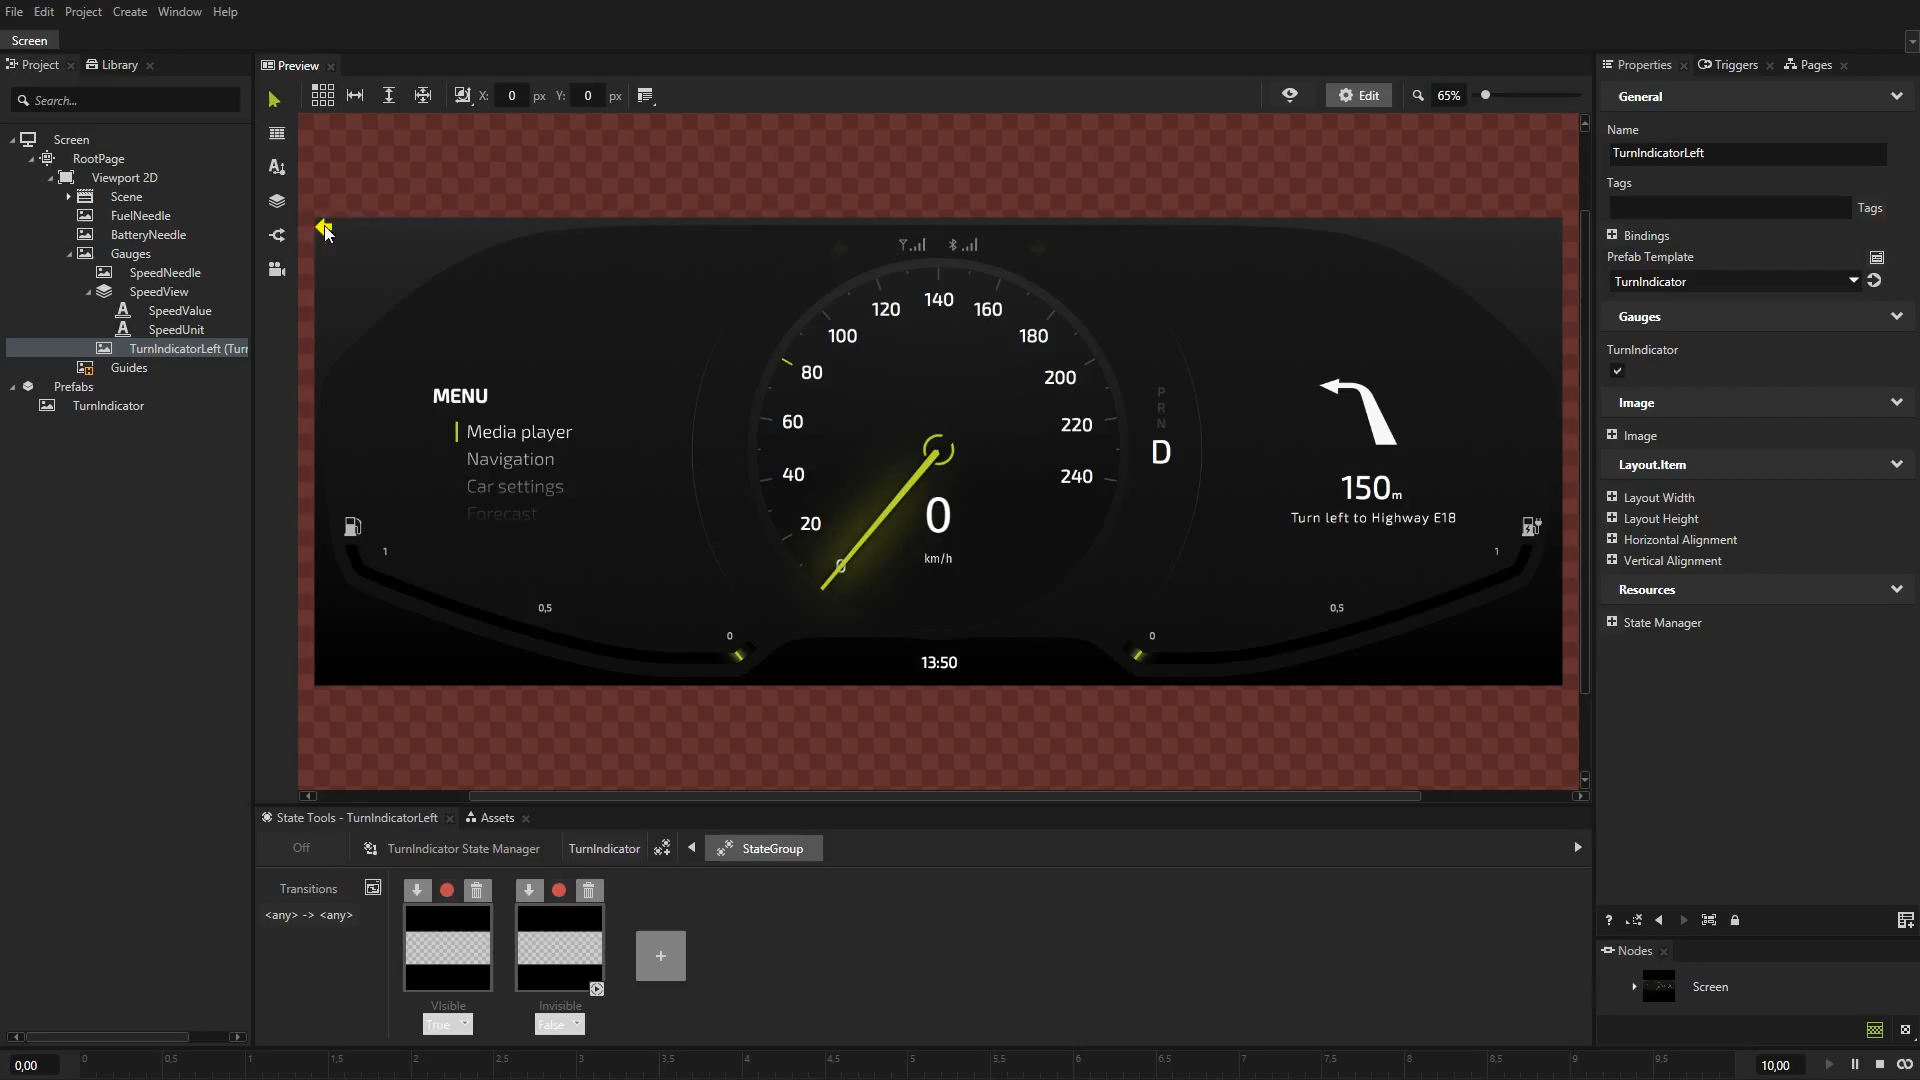 File Edit Project Create Window Help
Screen
Project Library
Search...
Screen
RootPage
Viewport 2D
Scene
FuelNeedle
BatteryNeedle
Gauges
SpeedNeedle
SpeedView
SpeedValue
SpeedUnit
TurnIndicatorLeft (Turr
Guides
Prefabs
TurnIndicator
Preview
X: 0 px Y: 0 px
Edit
65%
MENU
Media player
Navigation
Car settings
Forecast
1
0,5
0
0
20
40
60
80
100
120
140
160
180
200
220
240
0
km/h
P
R
N
D
150m
Turn left to Highway E18
1
0,5
0
13:50
State Tools - TurnIndicatorLeft Assets
Off TurnIndicator State Manager TurnIndicator StateGroup
Transitions
<any> -> <any>
VIsible
True
Invisible
False
+
Properties Triggers Pages
General
Name
TurnIndicatorLeft
Tags
Tags
Bindings
Prefab Template
TurnIndicator
Gauges
TurnIndicator
Image
Image
Layout.Item
Layout Width
Layout Height
Horizontal Alignment
Vertical Alignment
Resources
State Manager
?
Nodes
Screen
0,00 0 0,5 1 1,5 2 2,5 3 3,5 4 4,5 5 5,5 6 6,5 7 7,5 8 8,5 9 9,5 10,00